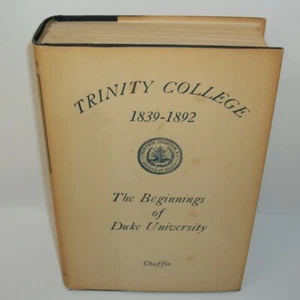 TRINITY COLLEGE
1839-1892
The Beginnings
of
Duke University
Chaffin